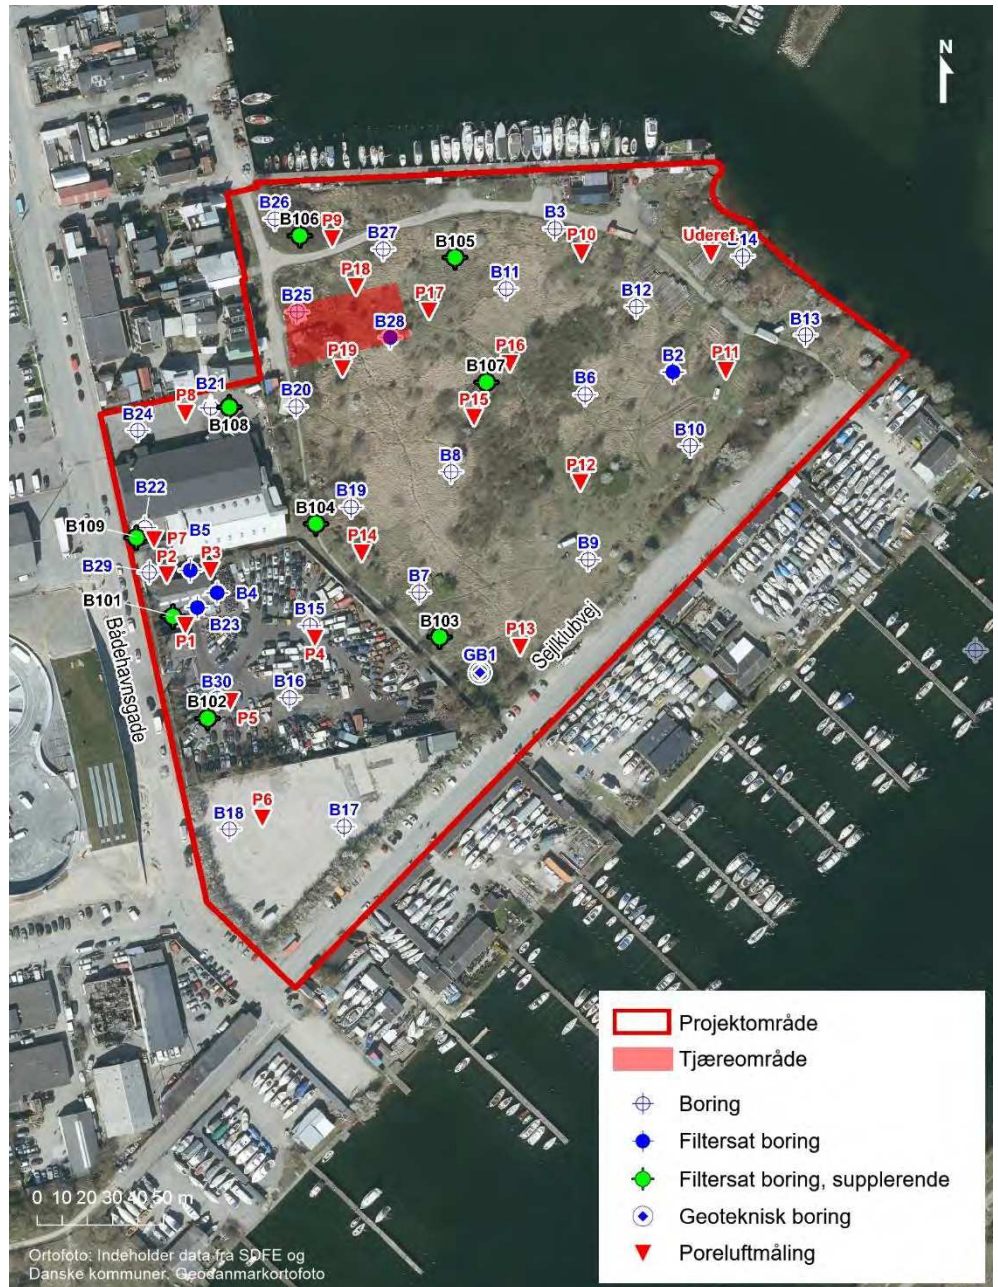 N
B26
B106
P9
B27
B3
B105
P10
Uderef.
B14
P18
B11
B25
P17
B12
B28
B13
P19
P16
B2
P11
B107
B21
P8
B20
B6
P15
B24
B108
B10
B8
P12
B22
B19
B104
B109
P7
B5
P14
B9
B29
P2
P3
B7
B4
B101
B15
B103
P1
B23
P4
P13
GB1
Sejlklubvej
Bådehavnsgade
B30
B16
B102
P5
B18
P6
B17
Projektområde
Tjæreområde
Boring
Filtersat boring
Filtersat boring, supplerende
Geoteknisk boring
Poreluftmåling
0 10 20 30 40 50 m
Ortofoto: Indeholder data fra SDFE og
Danske kommuner, Geodanmarkortofoto